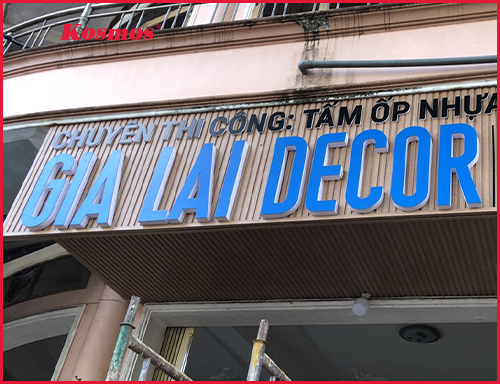 Kosmos
CHUYÊN THI CÔNG: TẤM ỐP NHỰA
GIA LAI DECOR